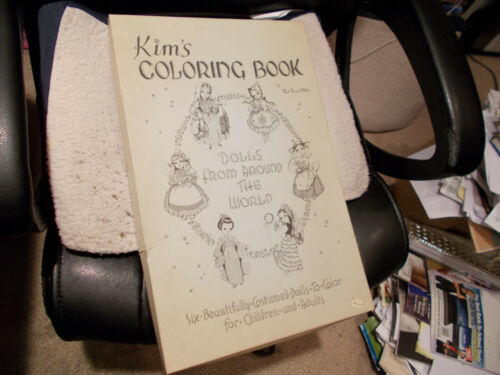 Kim's
COLORING BOOK
DOLLS
FROM AROUND
THE
WORLD
Six-Beautifully-Costumed-Dolls-To-Color
for-Children-and-Adults